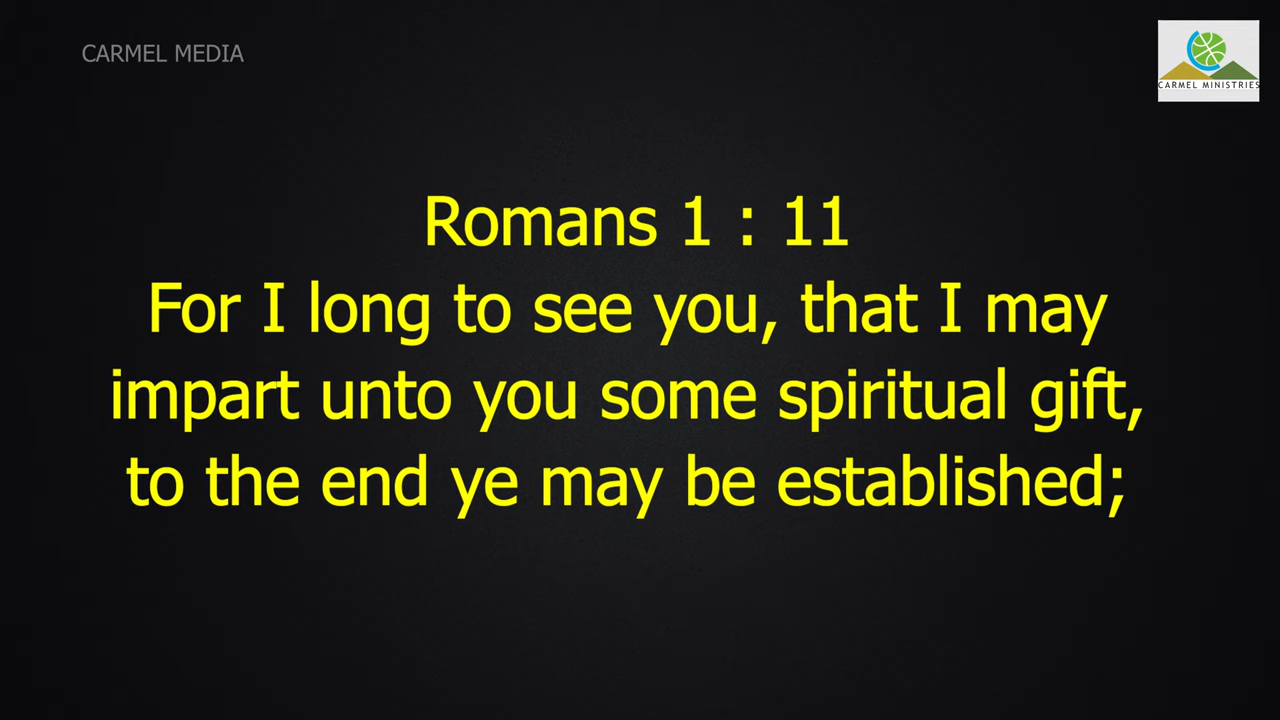 CARMEL MEDIA
CARMEL MINISTRIES
Romans 1 : 11
For I long to see you, that I may
impart unto you some spiritual gift,
to the end ye may be established;